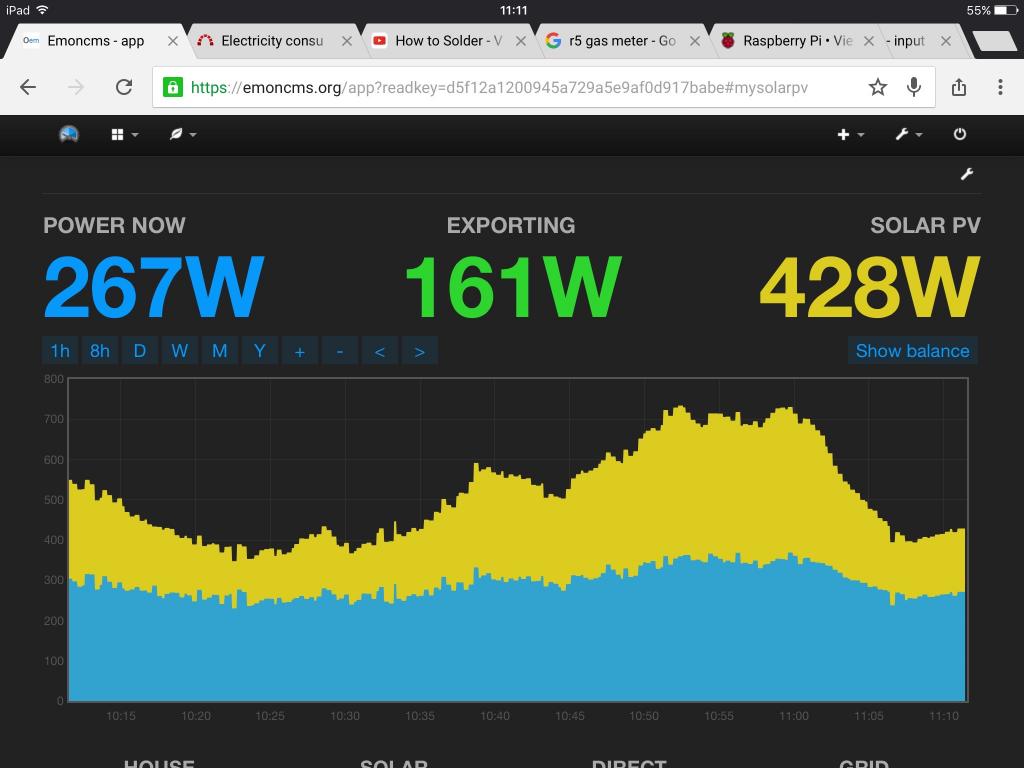 iPad 11:11 55%
Oem Emoncms - app Electricity consu How to Solder - V r5 gas meter - Go Raspberry Pi • Vie - input
https://emoncms.org/app?readkey=d5f12a1200945a729a5e9af0d917babe#mysolarpv
POWER NOW EXPORTING SOLAR PV
267W 161W 428W
1h 8h D W M Y + - < > Show balance
800
700
600
500
400
300
200
100
0
10:15 10:20 10:25 10:30 10:35 10:40 10:45 10:50 10:55 11:00 11:05 11:10
HOUSE SOLAR DIRECT GRID